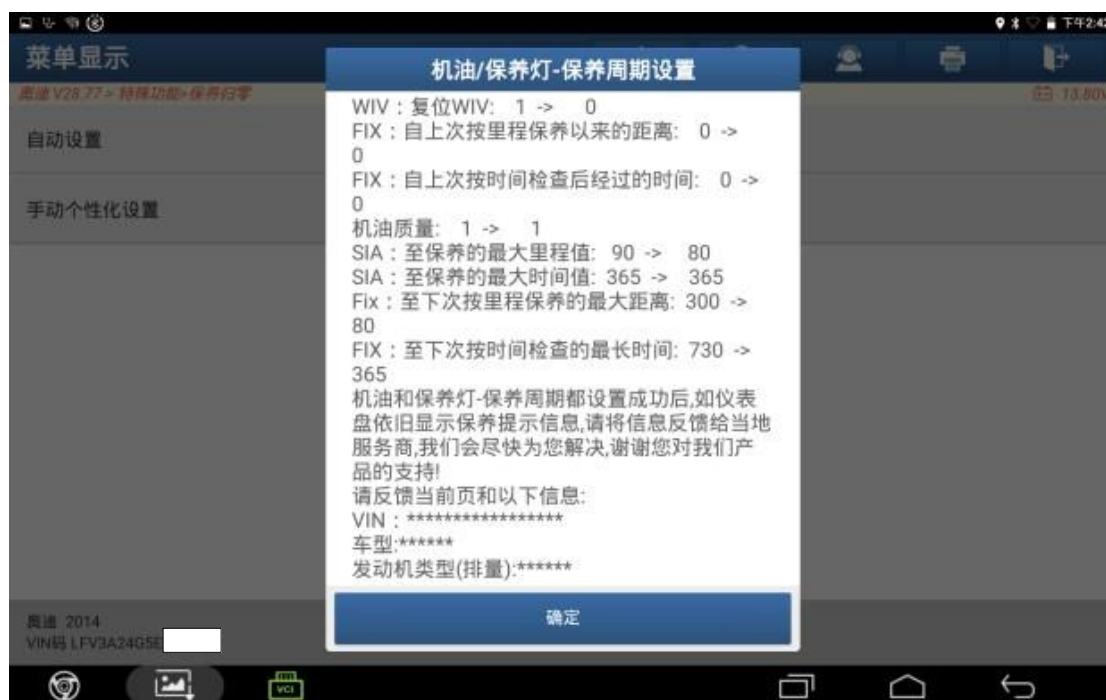 下午2:42
菜单显示
奥迪 V28.77 > 特殊功能>保养归零
13.80V
自动设置
手动个性化设置
机油/保养灯-保养周期设置
WIV：复位WIV: 1 -> 0
FIX：自上次按里程保养以来的距离: 0 ->
0
FIX：自上次按时间检查后经过的时间: 0 ->
0
机油质量: 1 -> 1
SIA：至保养的最大里程值: 90 -> 80
SIA：至保养的最大时间值: 365 -> 365
Fix：至下次按里程保养的最大距离: 300 ->
80
FIX：至下次按时间检查的最长时间: 730 ->
365
机油和保养灯-保养周期都设置成功后,如仪表
盘依旧显示保养提示信息,请将信息反馈给当地
服务商,我们会尽快为您解决,谢谢您对我们产
品的支持!
请反馈当前页和以下信息:
VIN：*****************
车型:******
发动机类型(排量):******
确定
奥迪 2014
VIN码 LFV3A24G5E
VCI